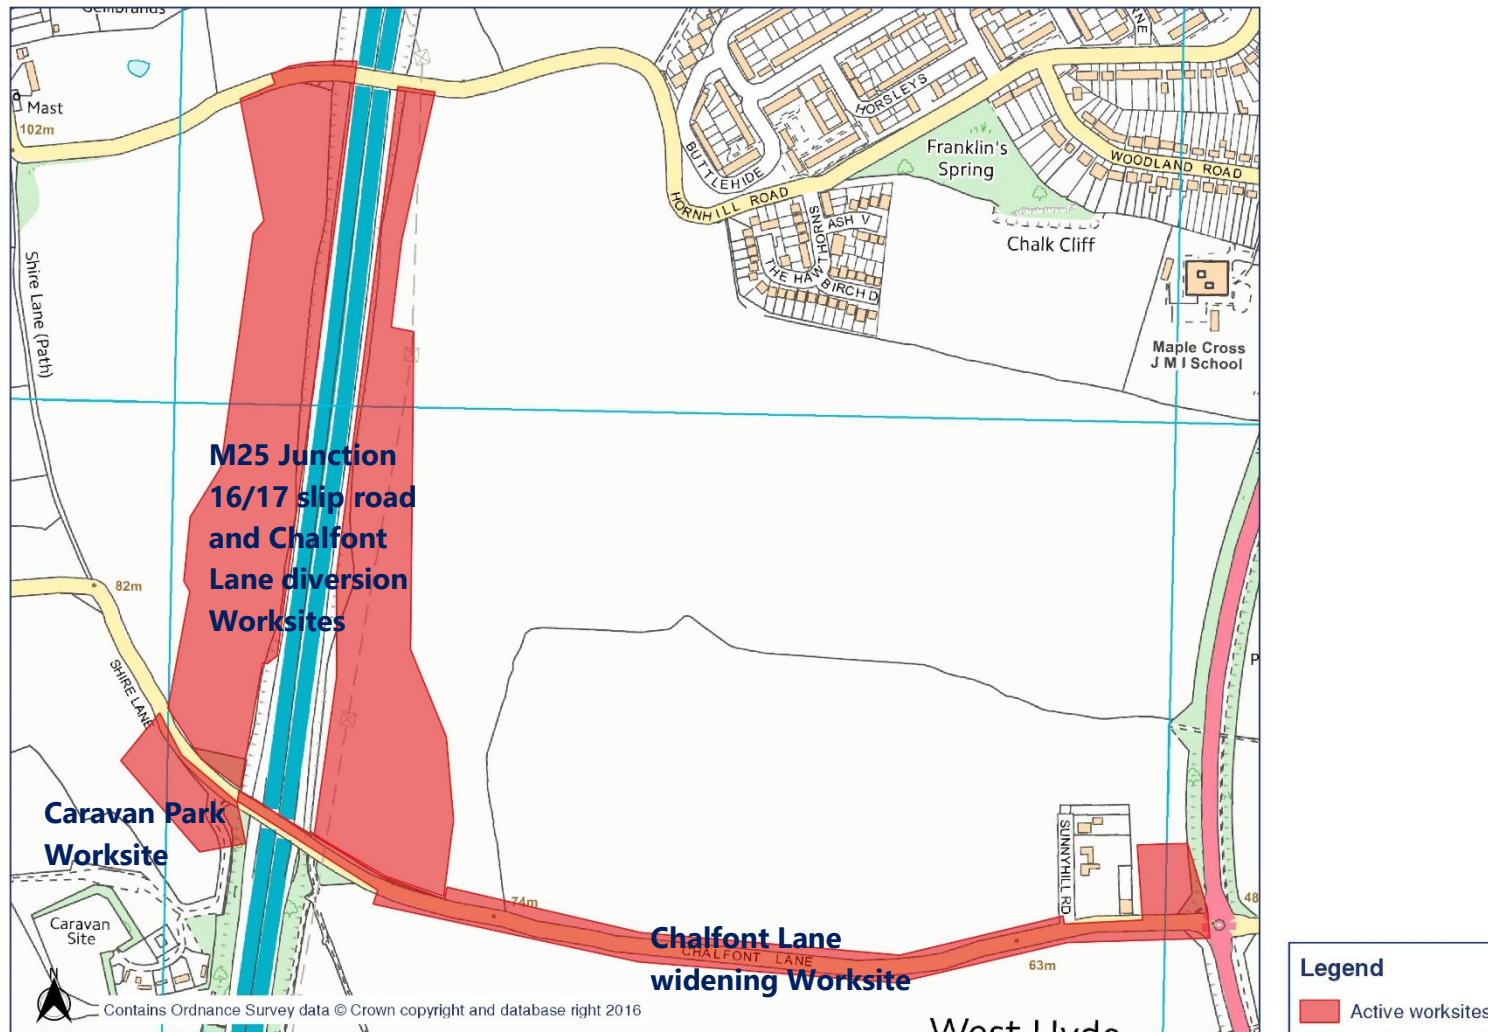 Mast
102m
BUTTLEHIDE
HORSLEYS
HORNHILL ROAD
Franklin's
Spring
WOODLAND ROAD
ASH V
THE HAWTHORNS
BIRCH D
Chalk Cliff
Maple Cross
J M I School
Shire Lane (Path)
M25 Junction
16/17 slip road
and Chalfont
Lane diversion
Worksites
82m
SHIRE LANE
Caravan Park
Worksite
Caravan
Site
74m
Chalfont Lane
widening Worksite
CHALFONT LANE
SUNNYHILL RD
48
63m
P
N
Contains Ordnance Survey data © Crown copyright and database right 2016
Legend
Active worksites